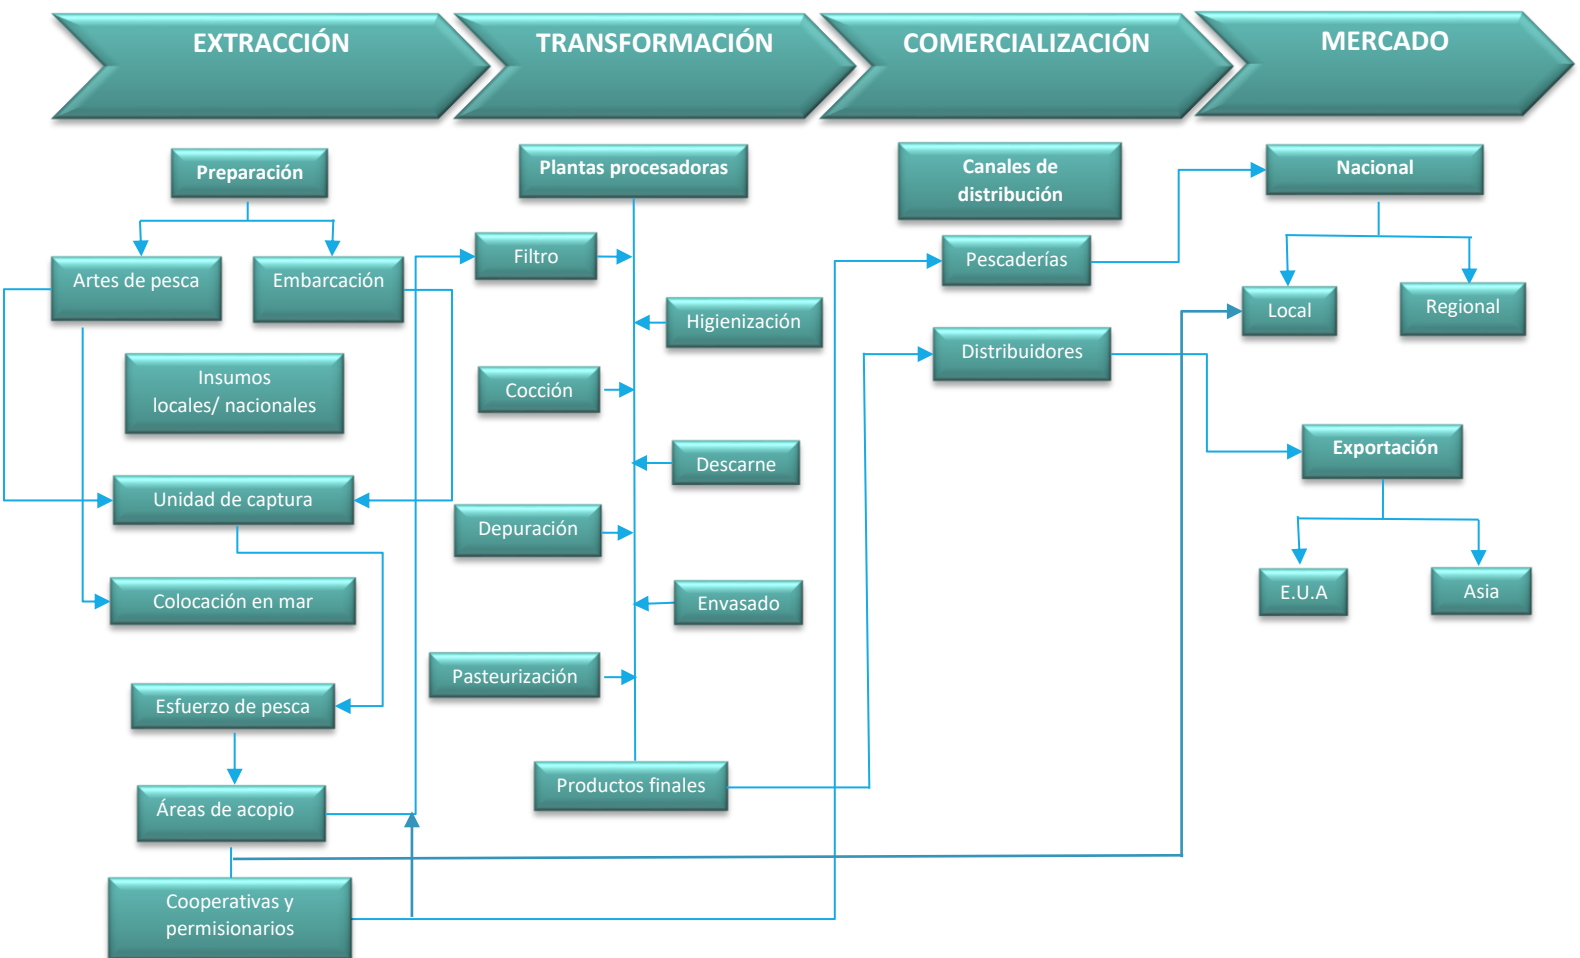 EXTRACCIÓN
TRANSFORMACIÓN
COMERCIALIZACIÓN
MERCADO
Preparación
Artes de pesca
Embarcación
Insumos
locales/ nacionales
Unidad de captura
Colocación en mar
Esfuerzo de pesca
Áreas de acopio
Cooperativas y
permisionarios
Plantas procesadoras
Filtro
Higienización
Cocción
Descarne
Depuración
Envasado
Pasteurización
Productos finales
Canales de
distribución
Pescaderías
Distribuidores
Nacional
Local
Regional
Exportación
E.U.A
Asia